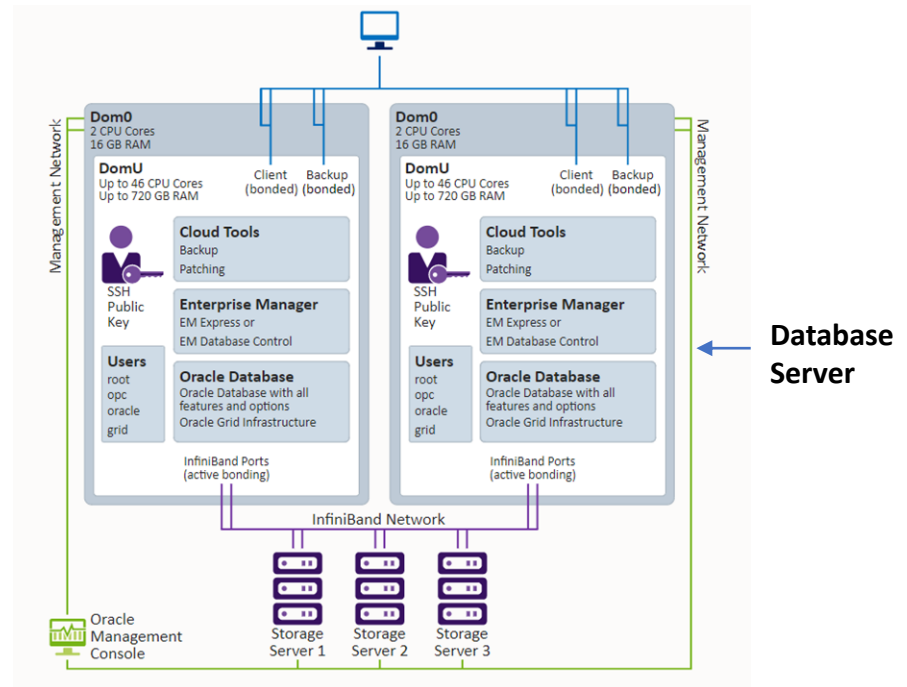 Management Network
Dom0
2 CPU Cores
16 GB RAM
DomU
Up to 46 CPU Cores
Up to 720 GB RAM
Client
(bonded)
Backup
(bonded)
SSH
Public
Key
Cloud Tools
Backup
Patching
Enterprise Manager
EM Express or
EM Database Control
Users
root
opc
oracle
grid
Oracle Database
Oracle Database with all
features and options
Oracle Grid Infrastructure
InfiniBand Ports
(active bonding)
Dom0
2 CPU Cores
16 GB RAM
DomU
Up to 46 CPU Cores
Up to 720 GB RAM
Client
(bonded)
Backup
(bonded)
SSH
Public
Key
Cloud Tools
Backup
Patching
Enterprise Manager
EM Express or
EM Database Control
Users
root
opc
oracle
grid
Oracle Database
Oracle Database with all
features and options
Oracle Grid Infrastructure
InfiniBand Ports
(active bonding)
Management Network
Database
Server
InfiniBand Network
Storage
Server 1
Storage
Server 2
Storage
Server 3
Oracle
Management
Console